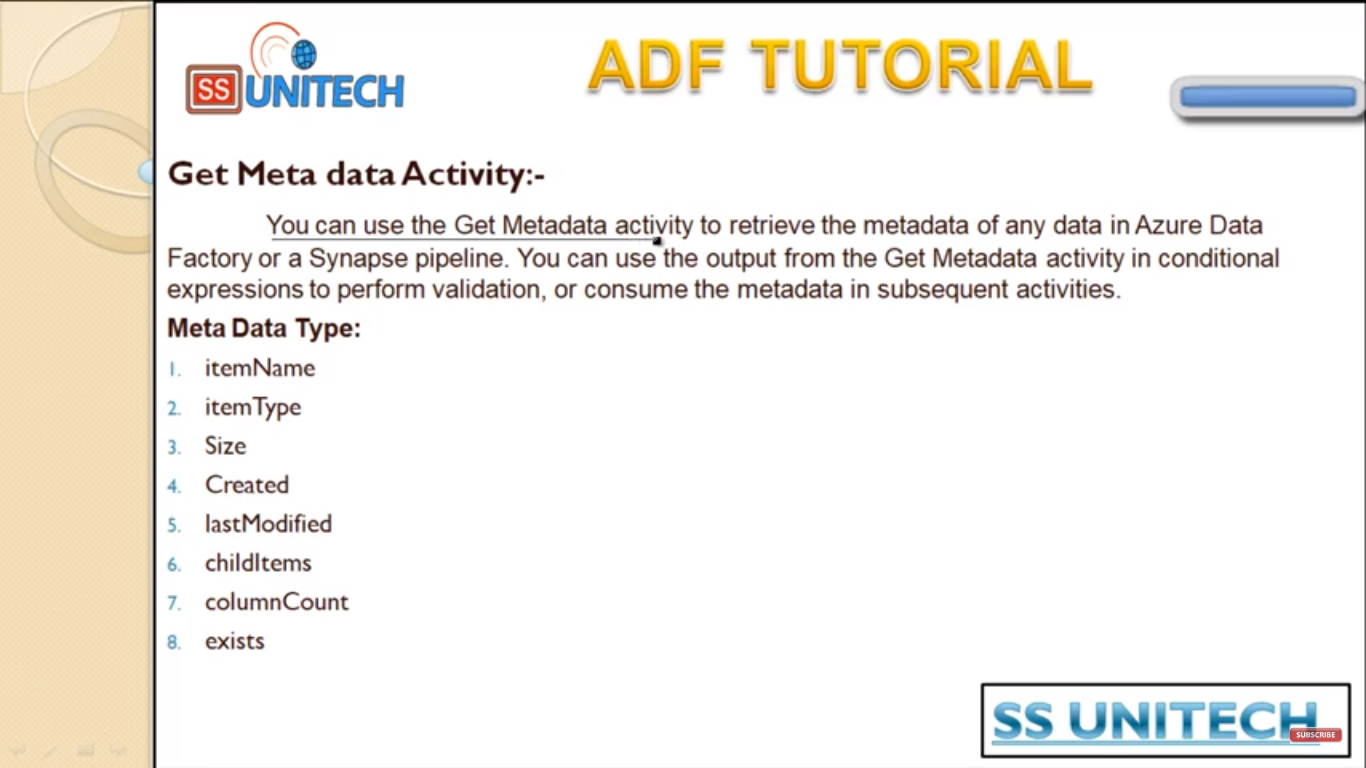 SS UNITECH
ADF TUTORIAL
Get Meta data Activity:-
You can use the Get Metadata activity to retrieve the metadata of any data in Azure Data
Factory or a Synapse pipeline. You can use the output from the Get Metadata activity in conditional
expressions to perform validation, or consume the metadata in subsequent activities.
Meta Data Type:
1. itemName
2. itemType
3. Size
4. Created
5. lastModified
6. childItems
7. columnCount
8. exists
SS UNITECH
SUBSCRIBE